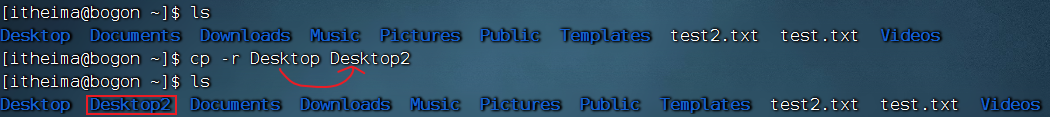 [itheima@bogon ~]$ ls
Desktop Documents Downloads Music Pictures Public Templates test2.txt test.txt Videos
[itheima@bogon ~]$ cp -r Desktop Desktop2
[itheima@bogon ~]$ ls
Desktop Desktop2 Documents Downloads Music Pictures Public Templates test2.txt test.txt Videos